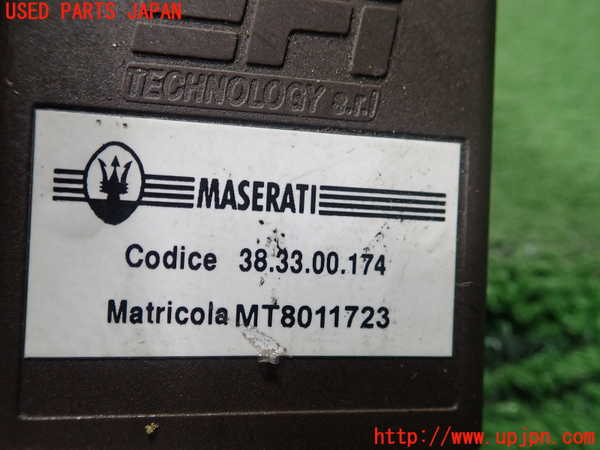 USED PARTS JAPAN
TECHNOLOGY s.r.l
MASERATI
Codice 38.33.00.174
Matricola MT8011723
http://www.upjpn.com/